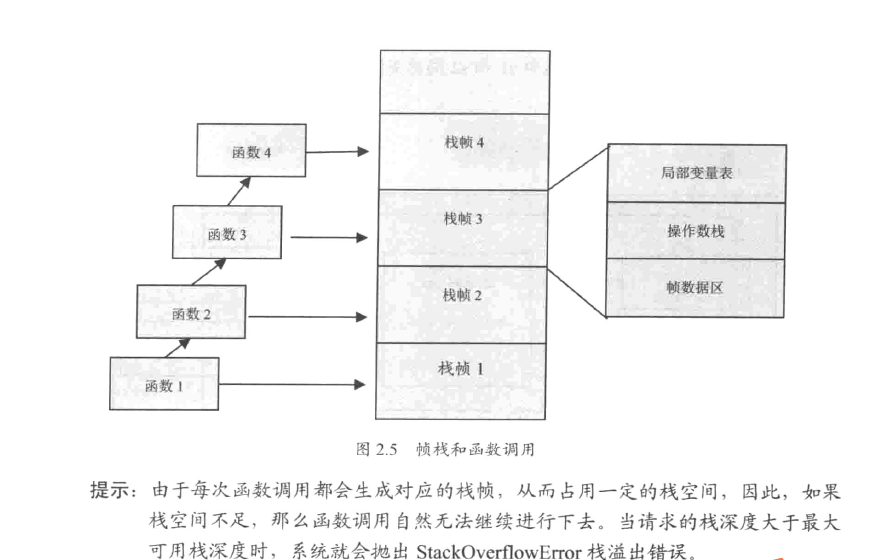 函数 4
栈帧 4
局部变量表
函数 3
栈帧 3
操作数栈
函数 2
栈帧 2
帧数据区
函数 1
栈帧 1
图 2.5 帧栈和函数调用
提示：由于每次函数调用都会生成对应的栈帧，从而占用一定的栈空间，因此，如果
栈空间不足，那么函数调用自然无法继续进行下去。当请求的栈深度大于最大
可用栈深度时，系统就会抛出 StackOverflowError 栈溢出错误。